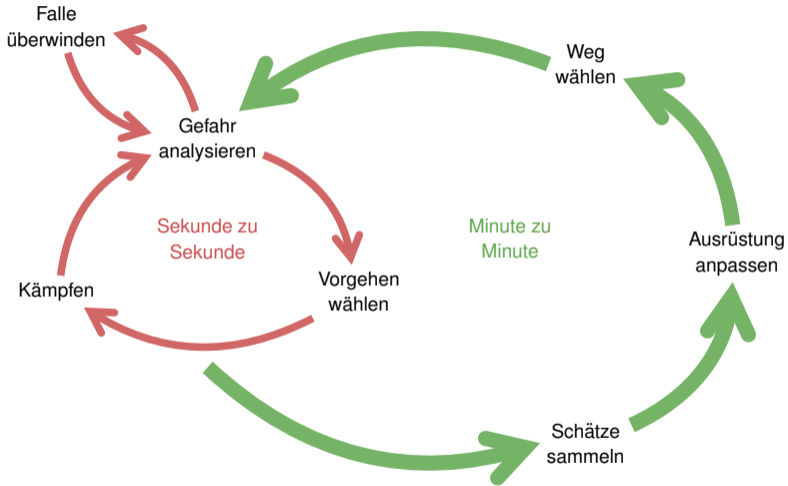 Falle
überwinden
Weg
wählen
Gefahr
analysieren
Sekunde zu
Sekunde
Minute zu
Minute
Ausrüstung
anpassen
Kämpfen
Vorgehen
wählen
Schätze
sammeln